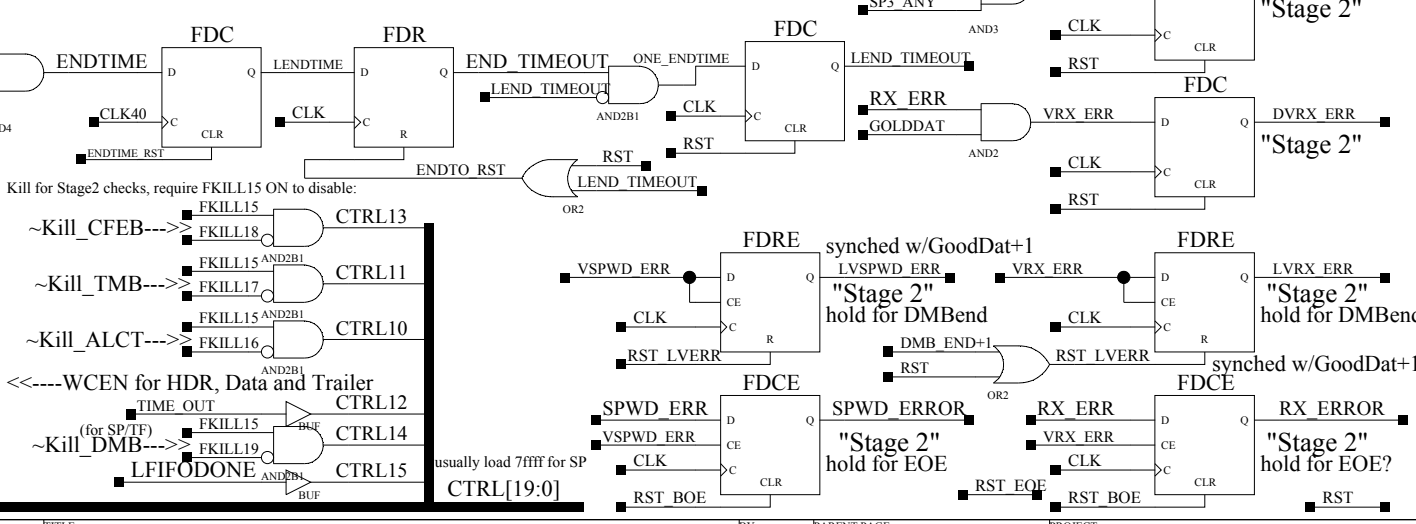 SP3_ANY
AND3
"Stage 2"
CLK
C
CLR
RST
FDC
FDR
FDC
FDC
ENDTIME
D
Q
LENDTIME
D
Q
END_TIMEOUT
ONE_ENDTIME
D
Q
LEND_TIMEOUT
LEND_TIMEOUT
AND2B1
CLK40
C
CLR
CLK
C
R
CLK
C
CLR
RST
ENDTIME_RST
RX_ERR
GOLDDAT
AND2
VRX_ERR
D
Q
DVRX_ERR
"Stage 2"
CLK
C
CLR
RST
ENDTO_RST
RST
LEND_TIMEOUT
OR2
Kill for Stage2 checks, require FKILL15 ON to disable:
~Kill_CFEB--->>
FKILL15
FKILL18
AND2B1
CTRL13
~Kill_TMB--->>
FKILL15
FKILL17
AND2B1
CTRL11
~Kill_ALCT--->>
FKILL15
FKILL16
AND2B1
CTRL10
<<----WCEN for HDR, Data and Trailer
TIME_OUT
BUF
CTRL12
(for SP/TF)
~Kill_DMB--->>
FKILL15
FKILL19
AND2B1
CTRL14
LFIFODONE
BUF
CTRL15
usually load 7ffff for SP
CTRL[19:0]
FDRE
synched w/GoodDat+1
VSPWD_ERR
D
Q
LVSPWD_ERR
CE
"Stage 2"
hold for DMBend
CLK
C
R
RST_LVERR
FDRE
VRX_ERR
D
Q
LVRX_ERR
CE
"Stage 2"
hold for DMBend
CLK
C
R
DMB_END+1
RST
OR2
RST_LVERR
synched w/GoodDat+1
FDCE
SPWD_ERR
D
Q
SPWD_ERROR
VSPWD_ERR
CE
"Stage 2"
hold for EOE
CLK
C
CLR
RST_BOE
FDCE
RX_ERR
D
Q
RX_ERROR
VRX_ERR
CE
"Stage 2"
hold for EOE?
CLK
C
CLR
RST_EOE
RST_BOE
RST